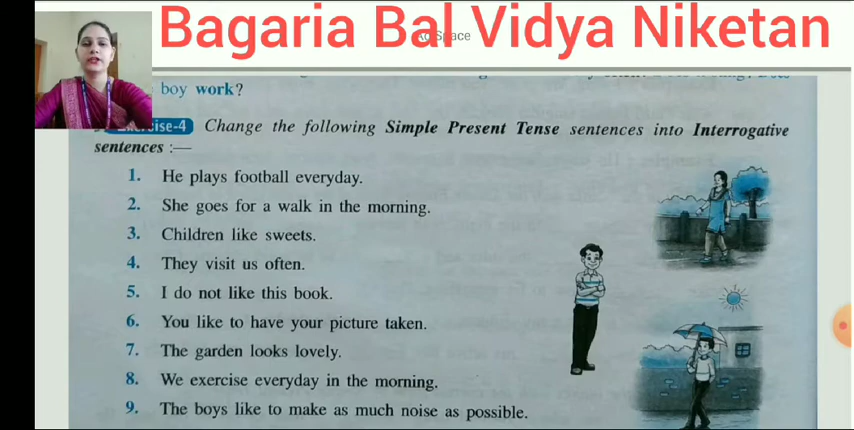 Bagaria Bal Vidya Niketan
Space
boy work?
Change the following Simple Present Tense sentences into Interrogative
sentences :—
1. He plays football everyday.
2. She goes for a walk in the morning.
3. Children like sweets.
4. They visit us often.
5. I do not like this book.
6. You like to have your picture taken.
7. The garden looks lovely.
8. We exercise everyday in the morning.
9. The boys like to make as much noise as possible.